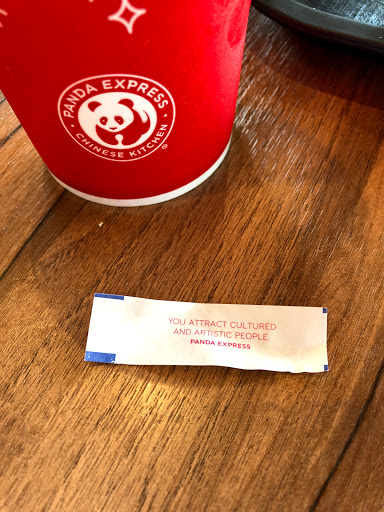 PANDA EXPRESS
CHINESE KITCHEN
®
YOU ATTRACT CULTURED
AND ARTISTIC PEOPLE.
PANDA EXPRESS